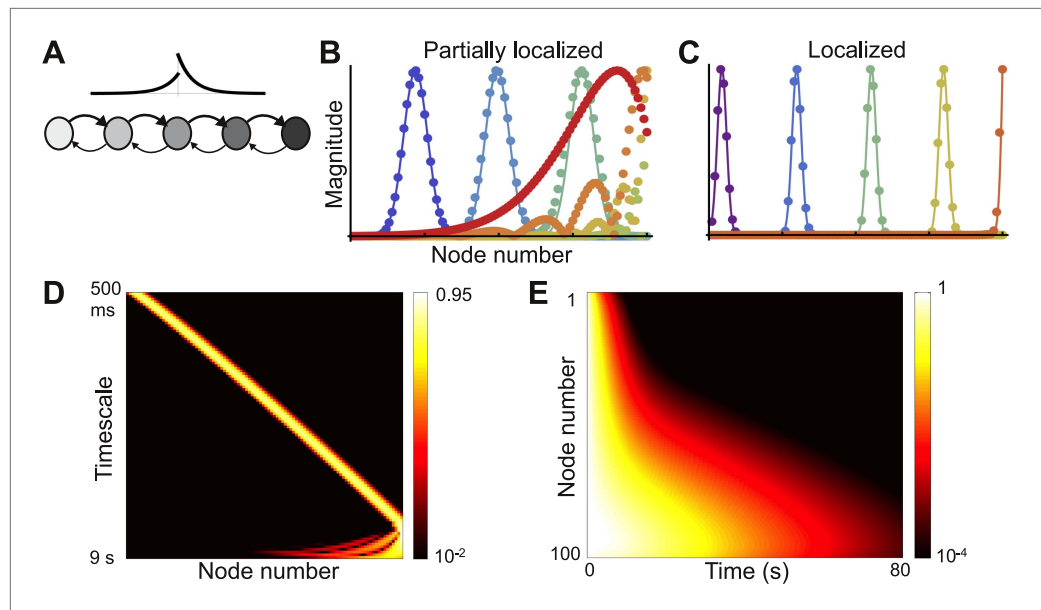 A
B
Partially localized
Magnitude
Node number
C
Localized
D
500
ms
Timescale
9 s
Node number
0.95
10-2
E
1
Node number
100
0
Time (s)
80
1
10-4